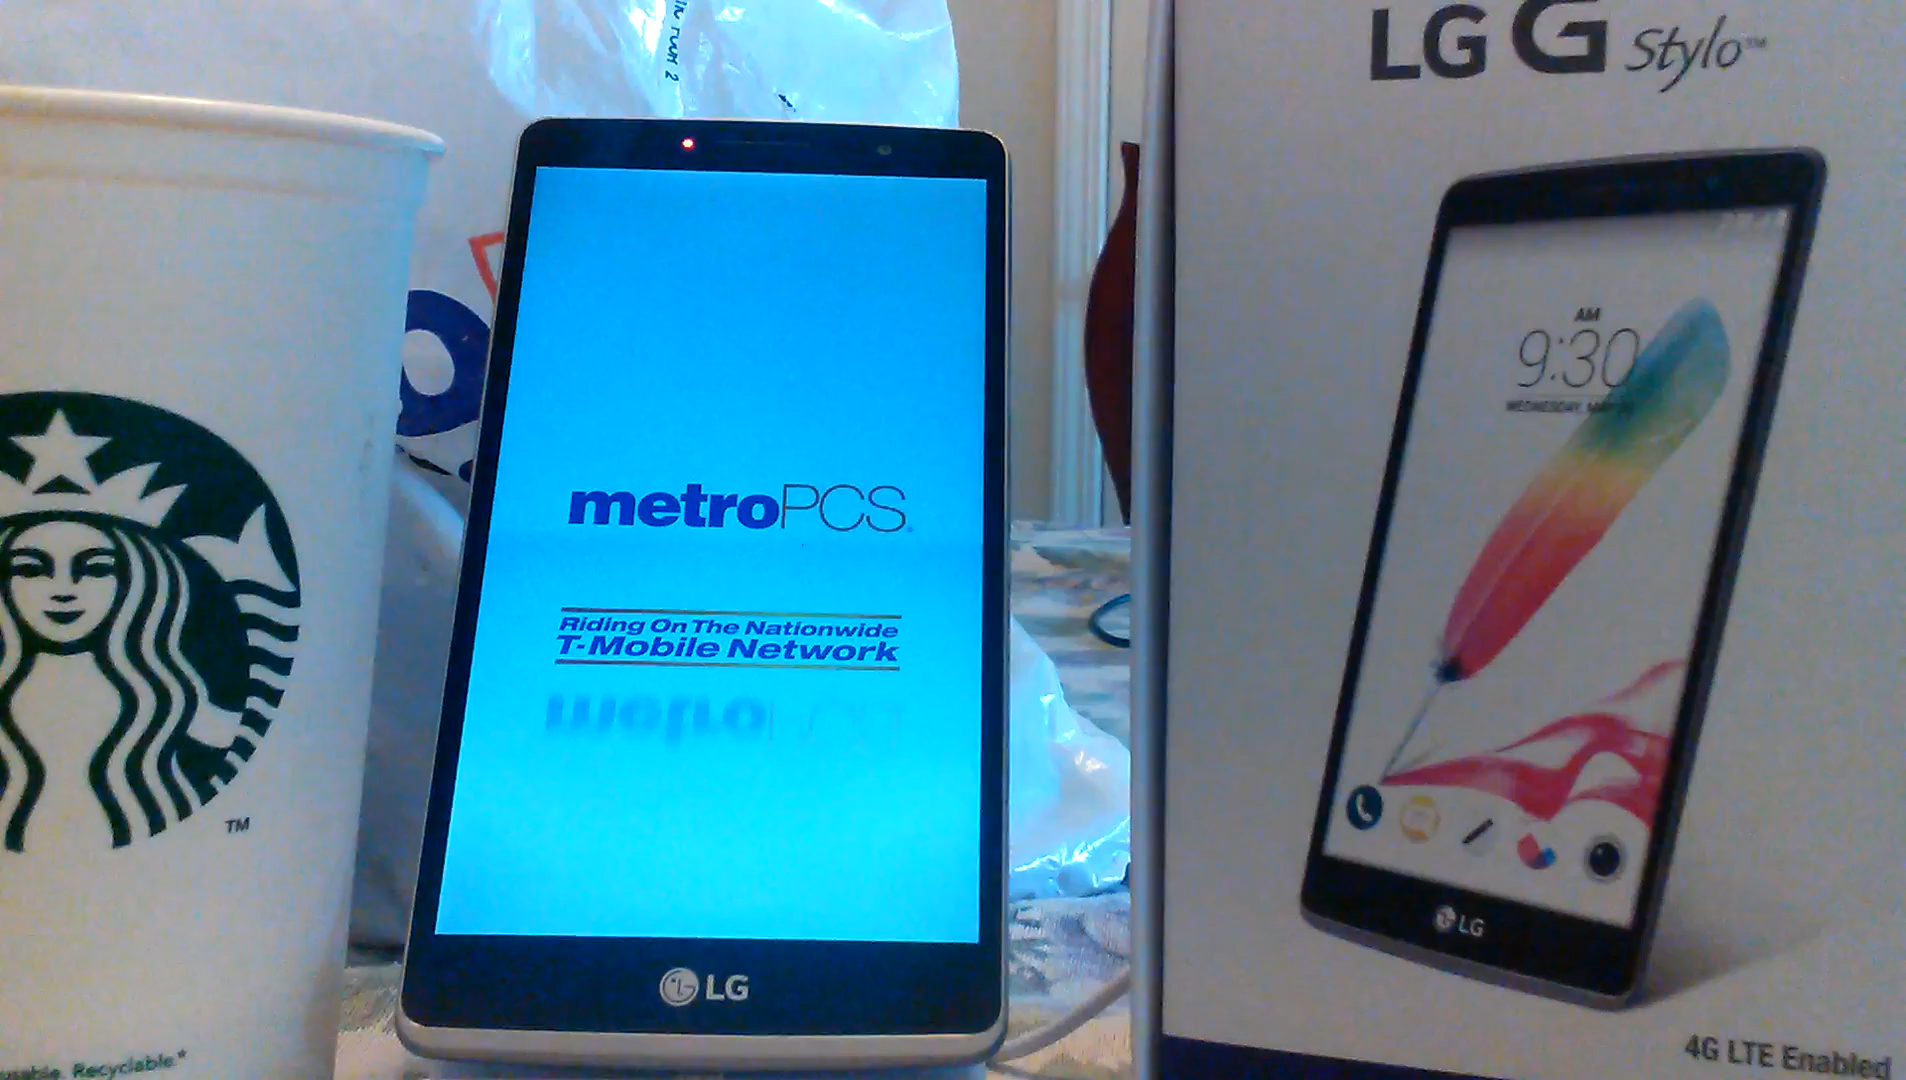 metroPCS.
Riding On The Nationwide
T-Mobile Network
LG
TM
Recyclable.*
LG G Stylo™
AM
9:30
WEDNESDAY,
LG
4G LTE Enabled